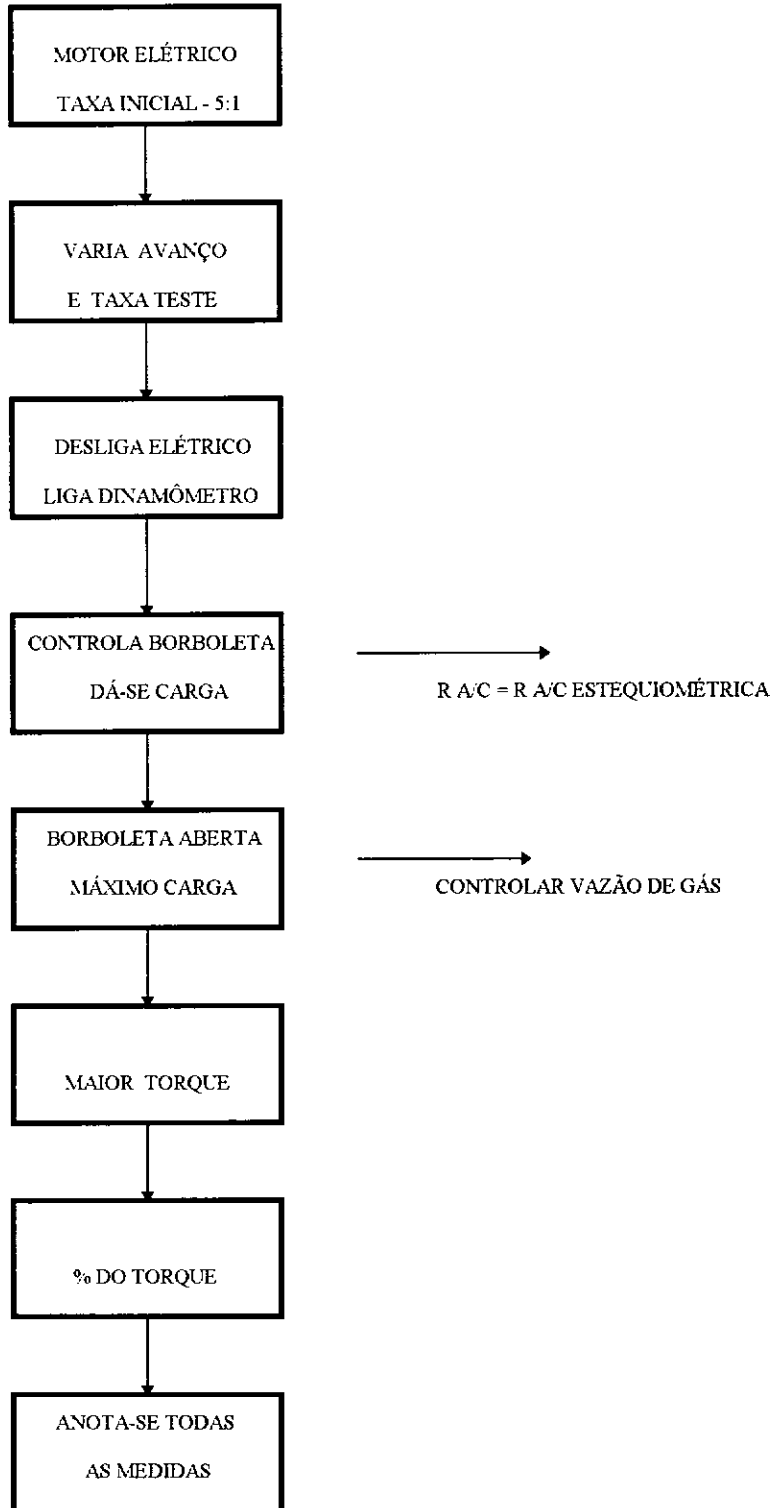 MOTOR ELÉTRICO
TAXA INICIAL - 5:1
VARIA AVANÇO
E TAXA TESTE
DESLIGA ELÉTRICO
LIGA DINAMÔMETRO
CONTROLA BORBOLETA
DÁ-SE CARGA
R A/C = R A/C ESTEQUIOMÉTRICA
BORBOLETA ABERTA
MÁXIMO CARGA
CONTROLAR VAZÃO DE GÁS
MAIOR TORQUE
% DO TORQUE
ANOTA-SE TODAS
AS MEDIDAS